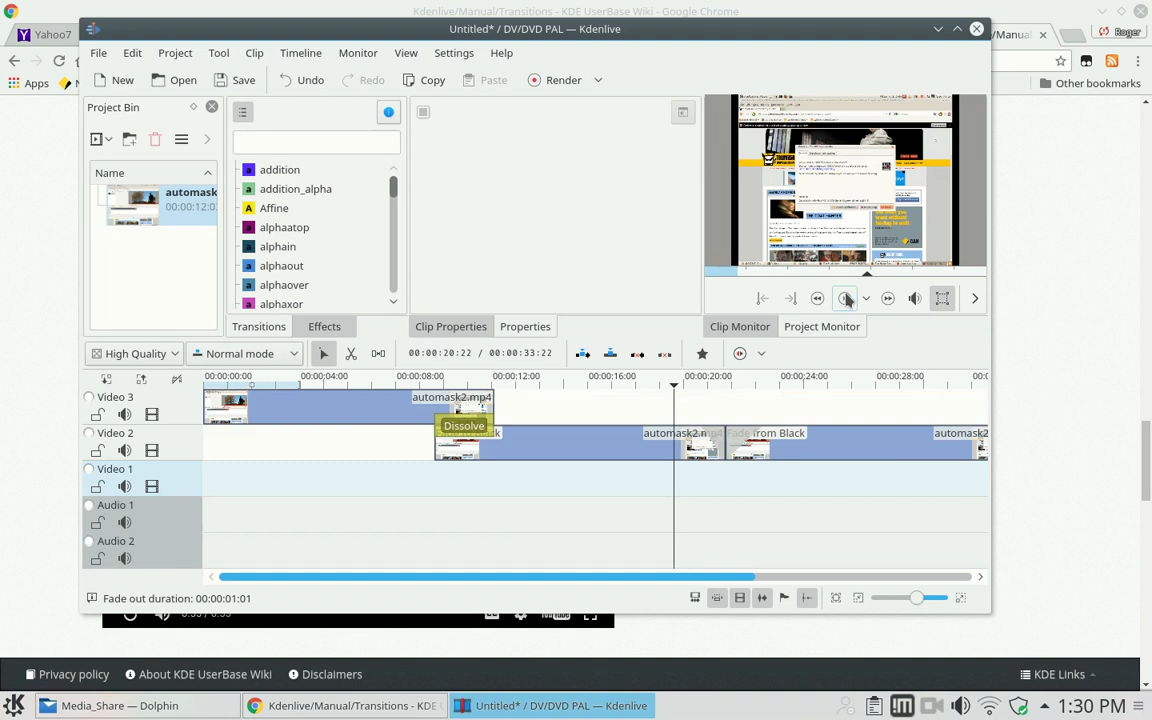 Kdenlive/Manual/Transitions - KDE UserBase Wiki - Google Chrome
Yahoo7
Untitled* / DV/DVD PAL — Kdenlive
/Manua
Roger
File Edit Project Tool Clip Timeline Monitor View Settings Help
New Open Save Undo Redo Copy Paste Render
Apps
Other bookmarks
Project Bin
Name
automask
00:00:12:0
addition
addition_alpha
Affine
alphaatop
alphain
alphaout
alphaover
alphaxor
Transitions Effects Clip Properties Properties Clip Monitor Project Monitor
High Quality Normal mode 00:00:20:22 / 00:00:33:22
00:00:00:00 00:00:04:00 00:00:08:00 00:00:12:00 00:00:16:00 00:00:20:00 00:00:24:00 00:00:28:00 00:0
Video 3
automask2.mp4
Dissolve
Video 2
automask2.mp4 Fade from Black automask2
Video 1
Audio 1
Audio 2
Fade out duration: 00:00:01:01
Privacy policy About KDE UserBase Wiki Disclaimers KDE Links
Media_Share — Dolphin Kdenlive/Manual/Transitions - KDE Untitled* / DV/DVD PAL — Kdenlive 1:30 PM